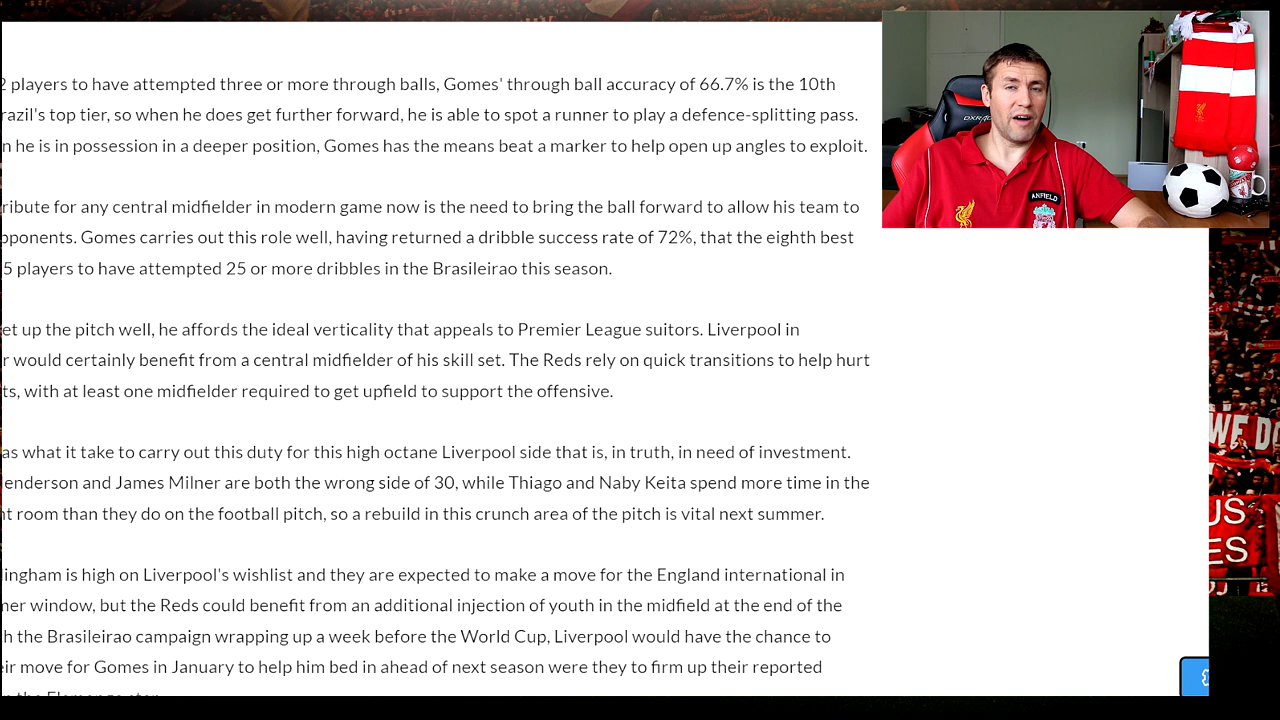 2 players to have attempted three or more through balls, Gomes' through ball accuracy of 66.7% is the 10th
razil's top tier, so when he does get further forward, he is able to spot a runner to play a defence-splitting pass.
n he is in possession in a deeper position, Gomes has the means beat a marker to help open up angles to exploit.
ribute for any central midfielder in modern game now is the need to bring the ball forward to allow his team to
pponents. Gomes carries out this role well, having returned a dribble success rate of 72%, that the eighth best
5 players to have attempted 25 or more dribbles in the Brasileirao this season.
et up the pitch well, he affords the ideal verticality that appeals to Premier League suitors. Liverpool in
r would certainly benefit from a central midfielder of his skill set. The Reds rely on quick transitions to help hurt
ts, with at least one midfielder required to get upfield to support the offensive.
as what it take to carry out this duty for this high octane Liverpool side that is, in truth, in need of investment.
enderson and James Milner are both the wrong side of 30, while Thiago and Naby Keita spend more time in the
nt room than they do on the football pitch, so a rebuild in this crunch area of the pitch is vital next summer.
lingham is high on Liverpool's wishlist and they are expected to make a move for the England international in
ner window, but the Reds could benefit from an additional injection of youth in the midfield at the end of the
h the Brasileirao campaign wrapping up a week before the World Cup, Liverpool would have the chance to
eir move for Gomes in January to help him bed in ahead of next season were they to firm up their reported
DXRA
ANFIELD
WE DO
US
ES